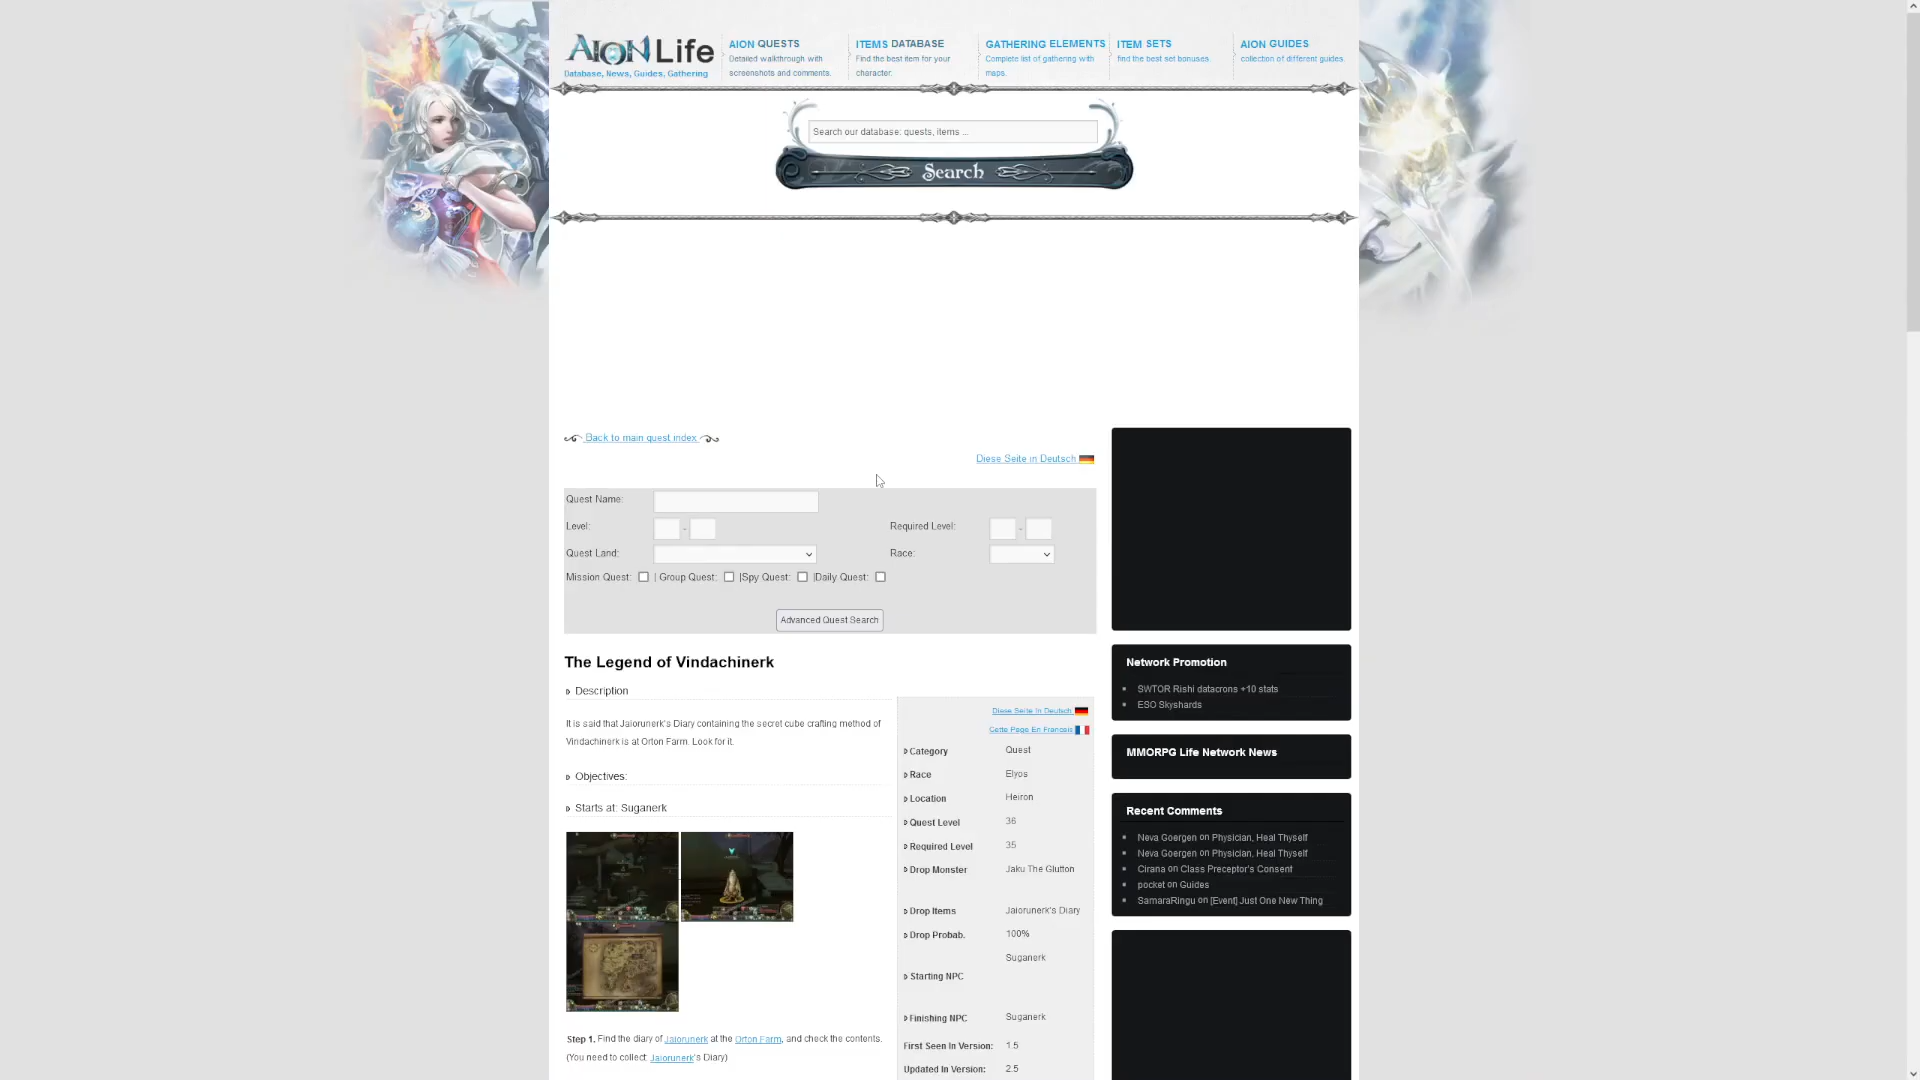 AION Life
Database, News, Guides, Gathering
AION QUESTS
Detailed walkthrough with
screenshots and comments.
ITEMS DATABASE
Find the best item for your
character.
GATHERING ELEMENTS
Complete list of gathering with
maps.
ITEM SETS
find the best set bonuses.
AION GUIDES
collection of different guides.
Search our database: quests, items ...
Search
Back to main quest index
Diese Seite in Deutsch
Quest Name:
Level: - Required Level: -
Quest Land: Race:
Mission Quest: | Group Quest: |Spy Quest: |Daily Quest:
Advanced Quest Search
The Legend of Vindachinerk
Description
It is said that Jaiorunerk's Diary containing the secret cube crafting method of
Vindachinerk is at Orton Farm. Look for it.
Objectives:
Starts at: Suganerk
Step 1. Find the diary of Jaiorunerk at the Orton Farm, and check the contents.
(You need to collect: Jaiorunerk's Diary)
Diese Seite In Deutsch
Cette Page En Francais
Category Quest
Race Elyos
Location Heiron
Quest Level 36
Required Level 35
Drop Monster Jaku The Glutton
Drop Items Jaiorunerk's Diary
Drop Probab. 100%
Suganerk
Starting NPC
Finishing NPC Suganerk
First Seen In Version: 1.5
Updated In Version: 2.5
Network Promotion
SWTOR Rishi datacrons +10 stats
ESO Skyshards
MMORPG Life Network News
Recent Comments
Neva Goergen on Physician, Heal Thyself
Neva Goergen on Physician, Heal Thyself
Cirana on Class Preceptor's Consent
pocket on Guides
SamaraRingu on [Event] Just One New Thing